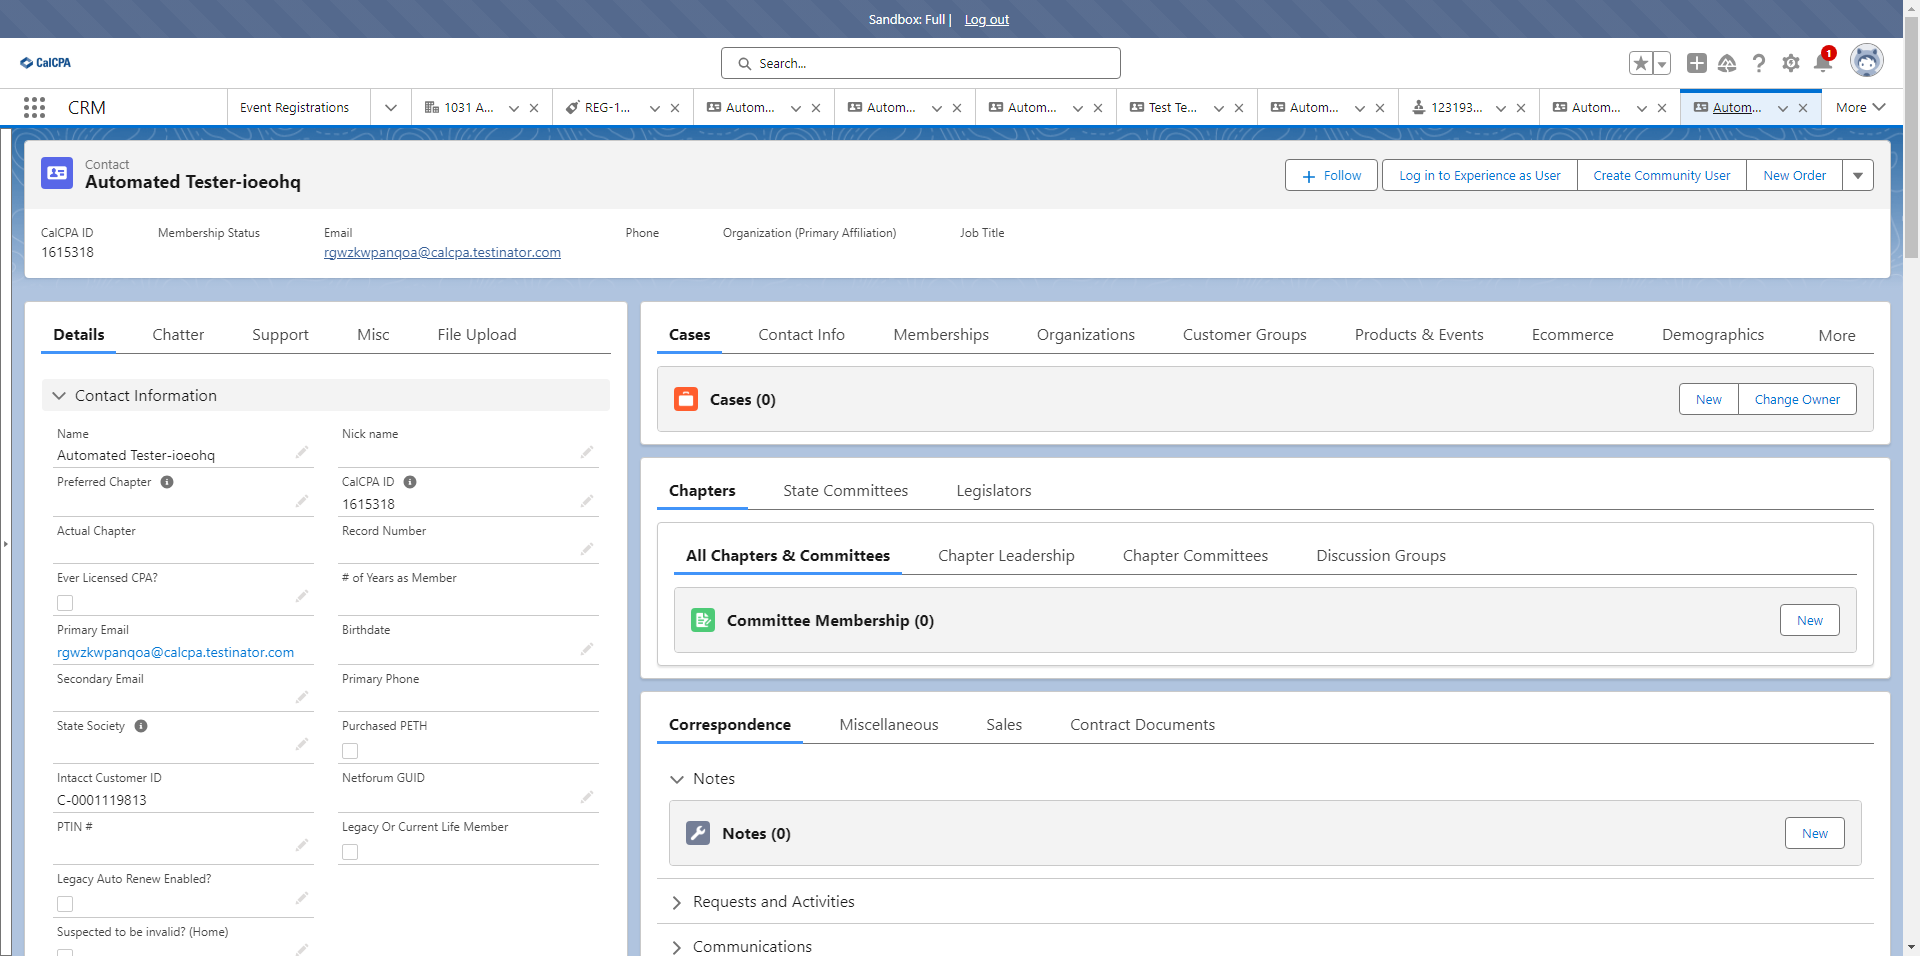 Sandbox: Full | Log out
CalCPA
Search...
1
CRM
Event Registrations
1031 A...
REG-1...
Autom...
Autom...
Autom...
Test Te...
Autom...
123193...
Autom...
Autom...
More
Contact
Automated Tester-ioeohq
Follow
Log in to Experience as User
Create Community User
New Order
CalCPA ID
1615318
Membership Status
Email
rgwzkwpanqoa@calcpa.testinator.com
Phone
Organization (Primary Affiliation)
Job Title
Details
Chatter
Support
Misc
File Upload
Contact Information
Name
Automated Tester-ioeohq
Nick name
Preferred Chapter
CalCPA ID
1615318
Actual Chapter
Record Number
Ever Licensed CPA?
# of Years as Member
Primary Email
rgwzkwpanqoa@calcpa.testinator.com
Birthdate
Secondary Email
Primary Phone
State Society
Purchased PETH
Intacct Customer ID
C-0001119813
Netforum GUID
PTIN #
Legacy Or Current Life Member
Legacy Auto Renew Enabled?
Suspected to be invalid? (Home)
Cases
Contact Info
Memberships
Organizations
Customer Groups
Products & Events
Ecommerce
Demographics
More
Cases (0)
New
Change Owner
Chapters
State Committees
Legislators
All Chapters & Committees
Chapter Leadership
Chapter Committees
Discussion Groups
Committee Membership (0)
New
Correspondence
Miscellaneous
Sales
Contract Documents
Notes
Notes (0)
New
Requests and Activities
Communications